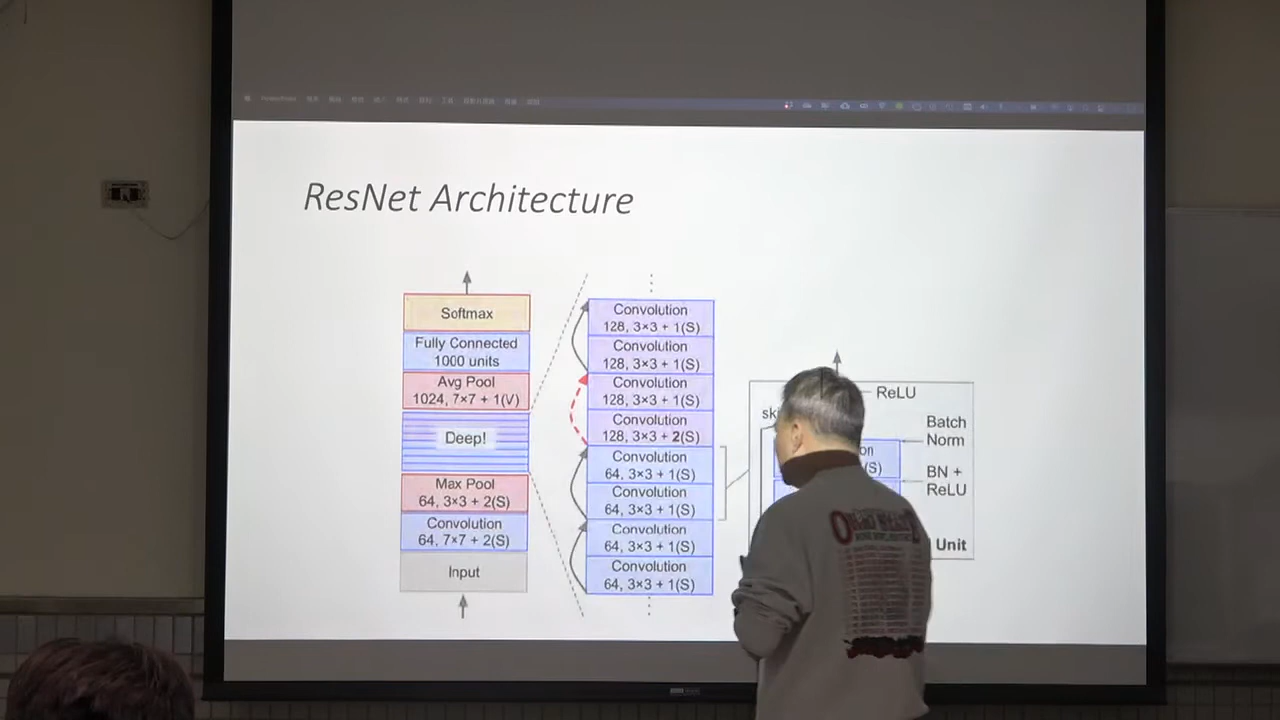 ResNet Architecture
Softmax
Fully Connected
1000 units
Avg Pool
1024, 7×7 + 1(V)
Deep!
Max Pool
64, 3×3 + 2(S)
Convolution
64, 7×7 + 2(S)
Input
Convolution
128, 3×3 + 1(S)
Convolution
128, 3×3 + 1(S)
Convolution
128, 3×3 + 1(S)
Convolution
128, 3×3 + 2(S)
Convolution
64, 3×3 + 1(S)
Convolution
64, 3×3 + 1(S)
Convolution
64, 3×3 + 1(S)
Convolution
64, 3×3 + 1(S)
ReLU
Batch
Norm
BN +
ReLU
Unit